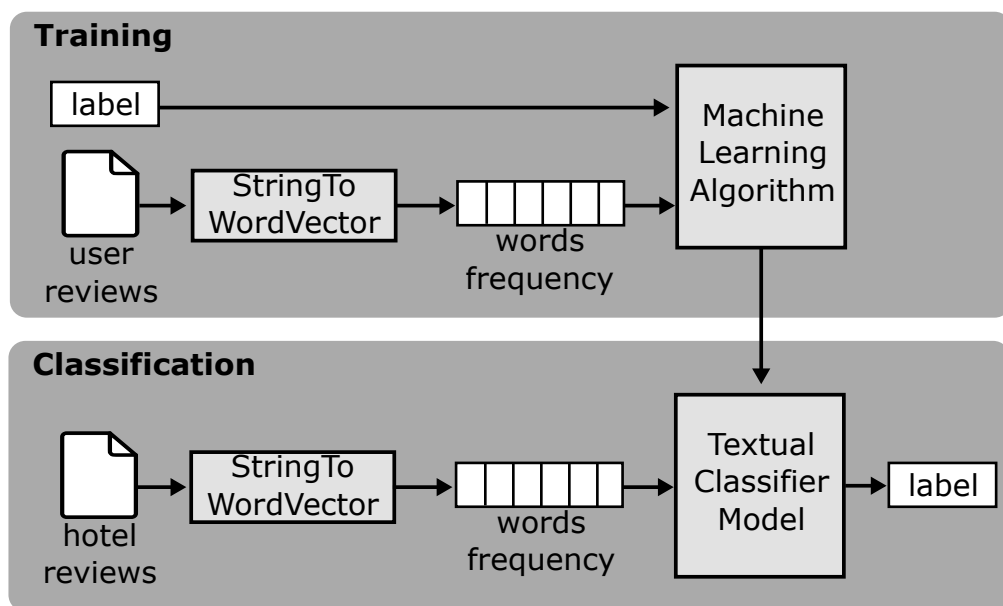 Training
label
Machine
Learning
Algorithm
StringTo
WordVector
user
reviews
words
frequency
Classification
StringTo
WordVector
Textual
Classifier
Model
label
hotel
reviews
words
frequency